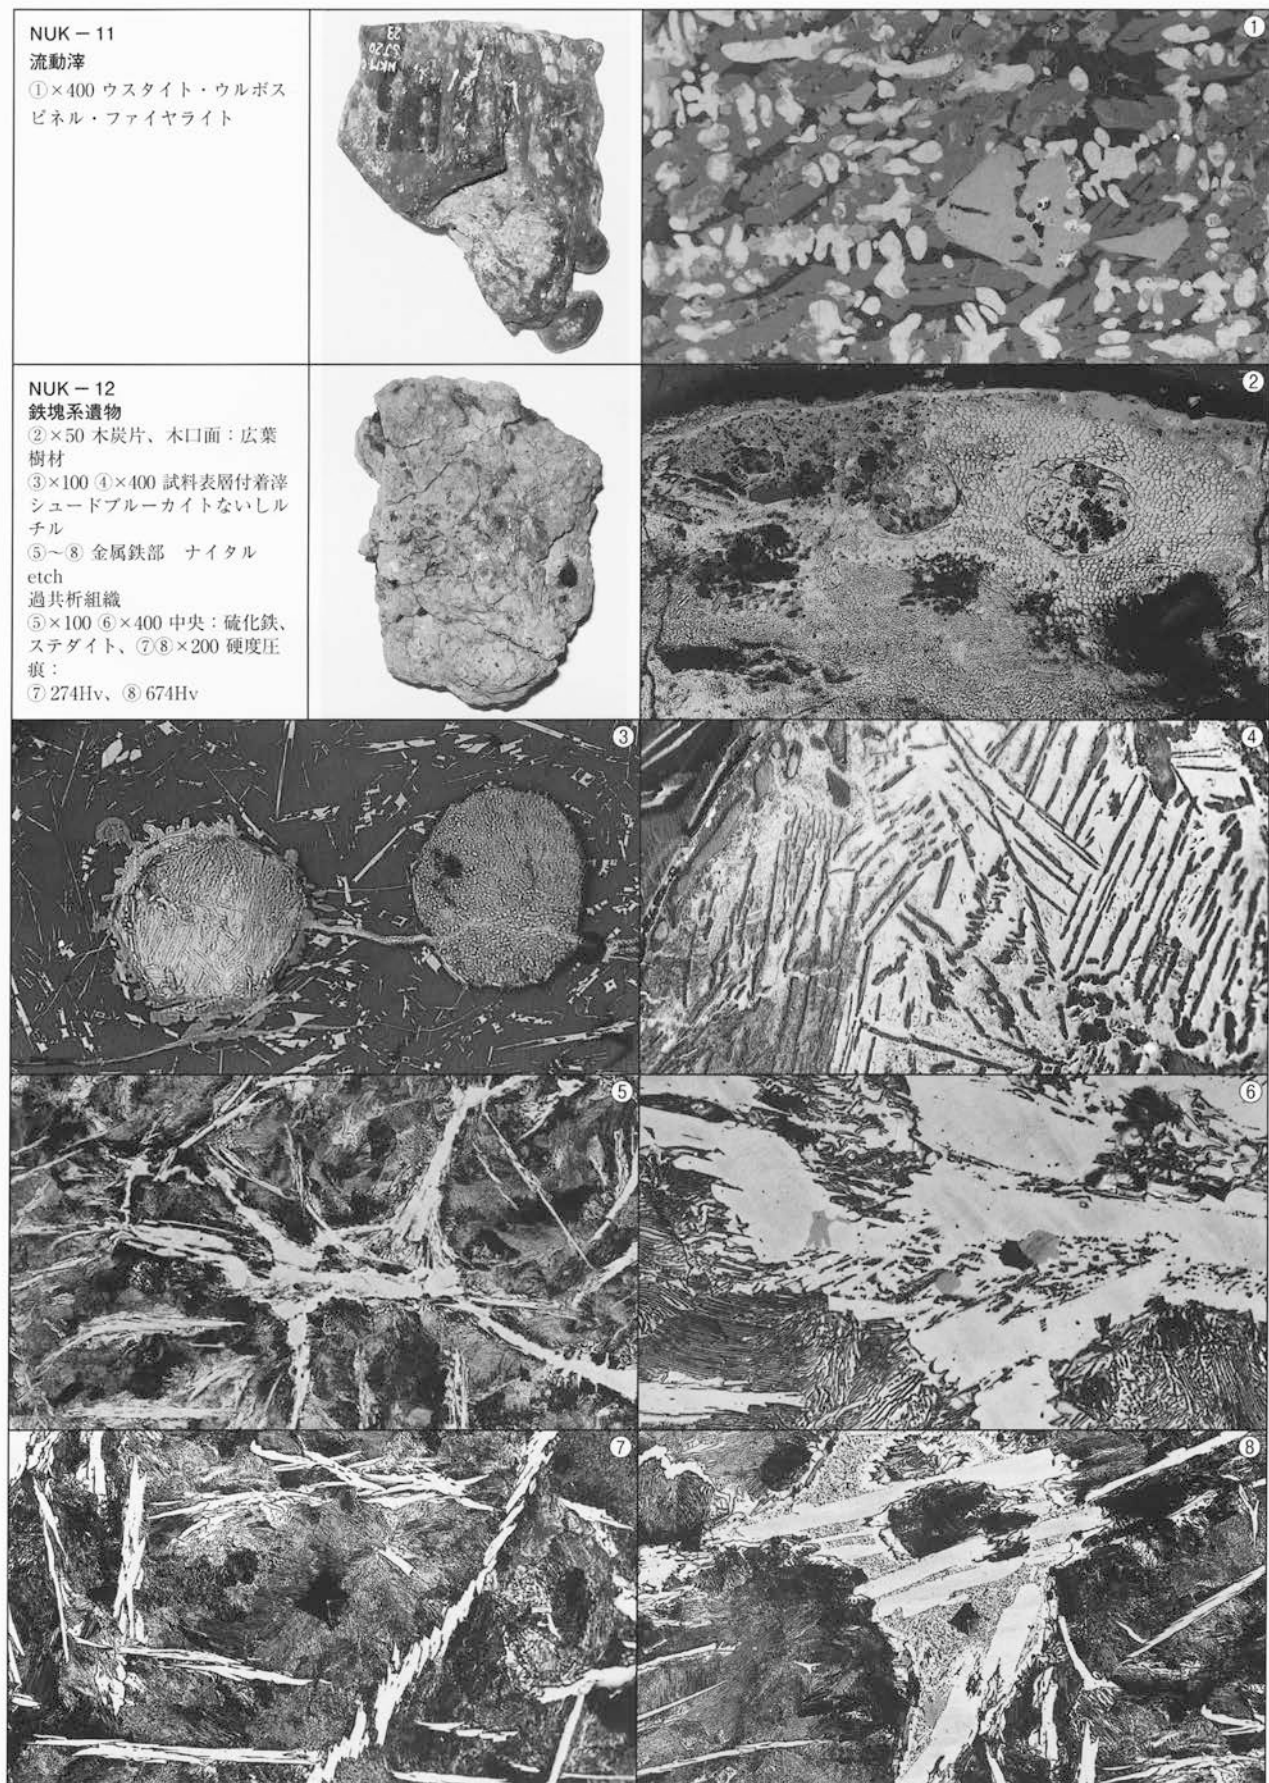 NUK－11
流動滓
①×400 ウスタイト・ウルボス
ピネル・ファイヤライト
①
NUK－12
鉄塊系遺物
②×50 木炭片、木口面：広葉
樹材
③×100 ④×400 試料表層付着滓
シュードブルーカイトないしル
チル
⑤～⑧ 金属鉄部　ナイタル
etch
過共析組織
⑤×100 ⑥×400 中央：硫化鉄、
ステダイト、⑦⑧×200 硬度圧
痕：
⑦ 274Hv、⑧ 674Hv
②
③
④
⑤
⑥
⑦
⑧